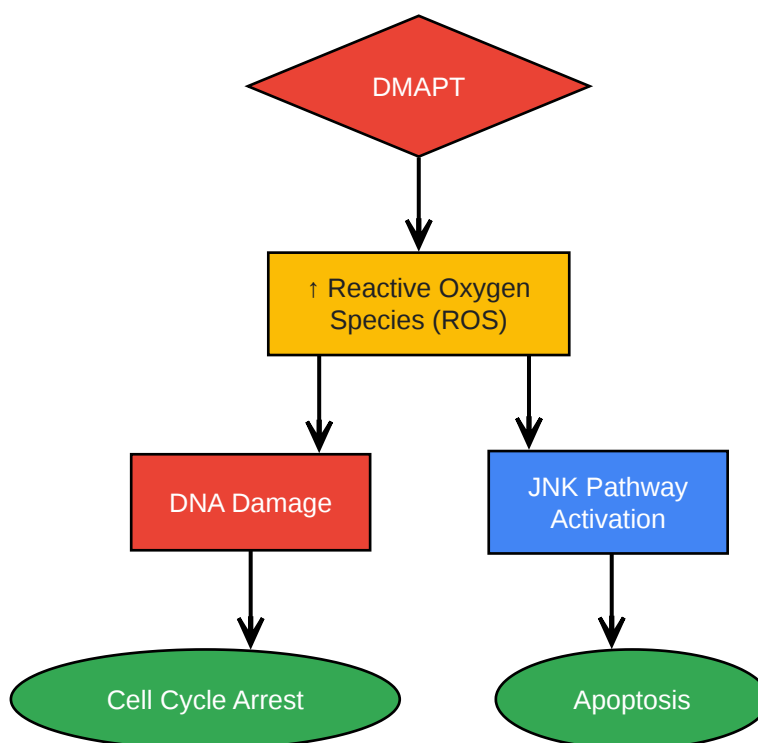 DMAPT
↑ Reactive Oxygen
Species (ROS)
DNA Damage
JNK Pathway
Activation
Cell Cycle Arrest
Apoptosis